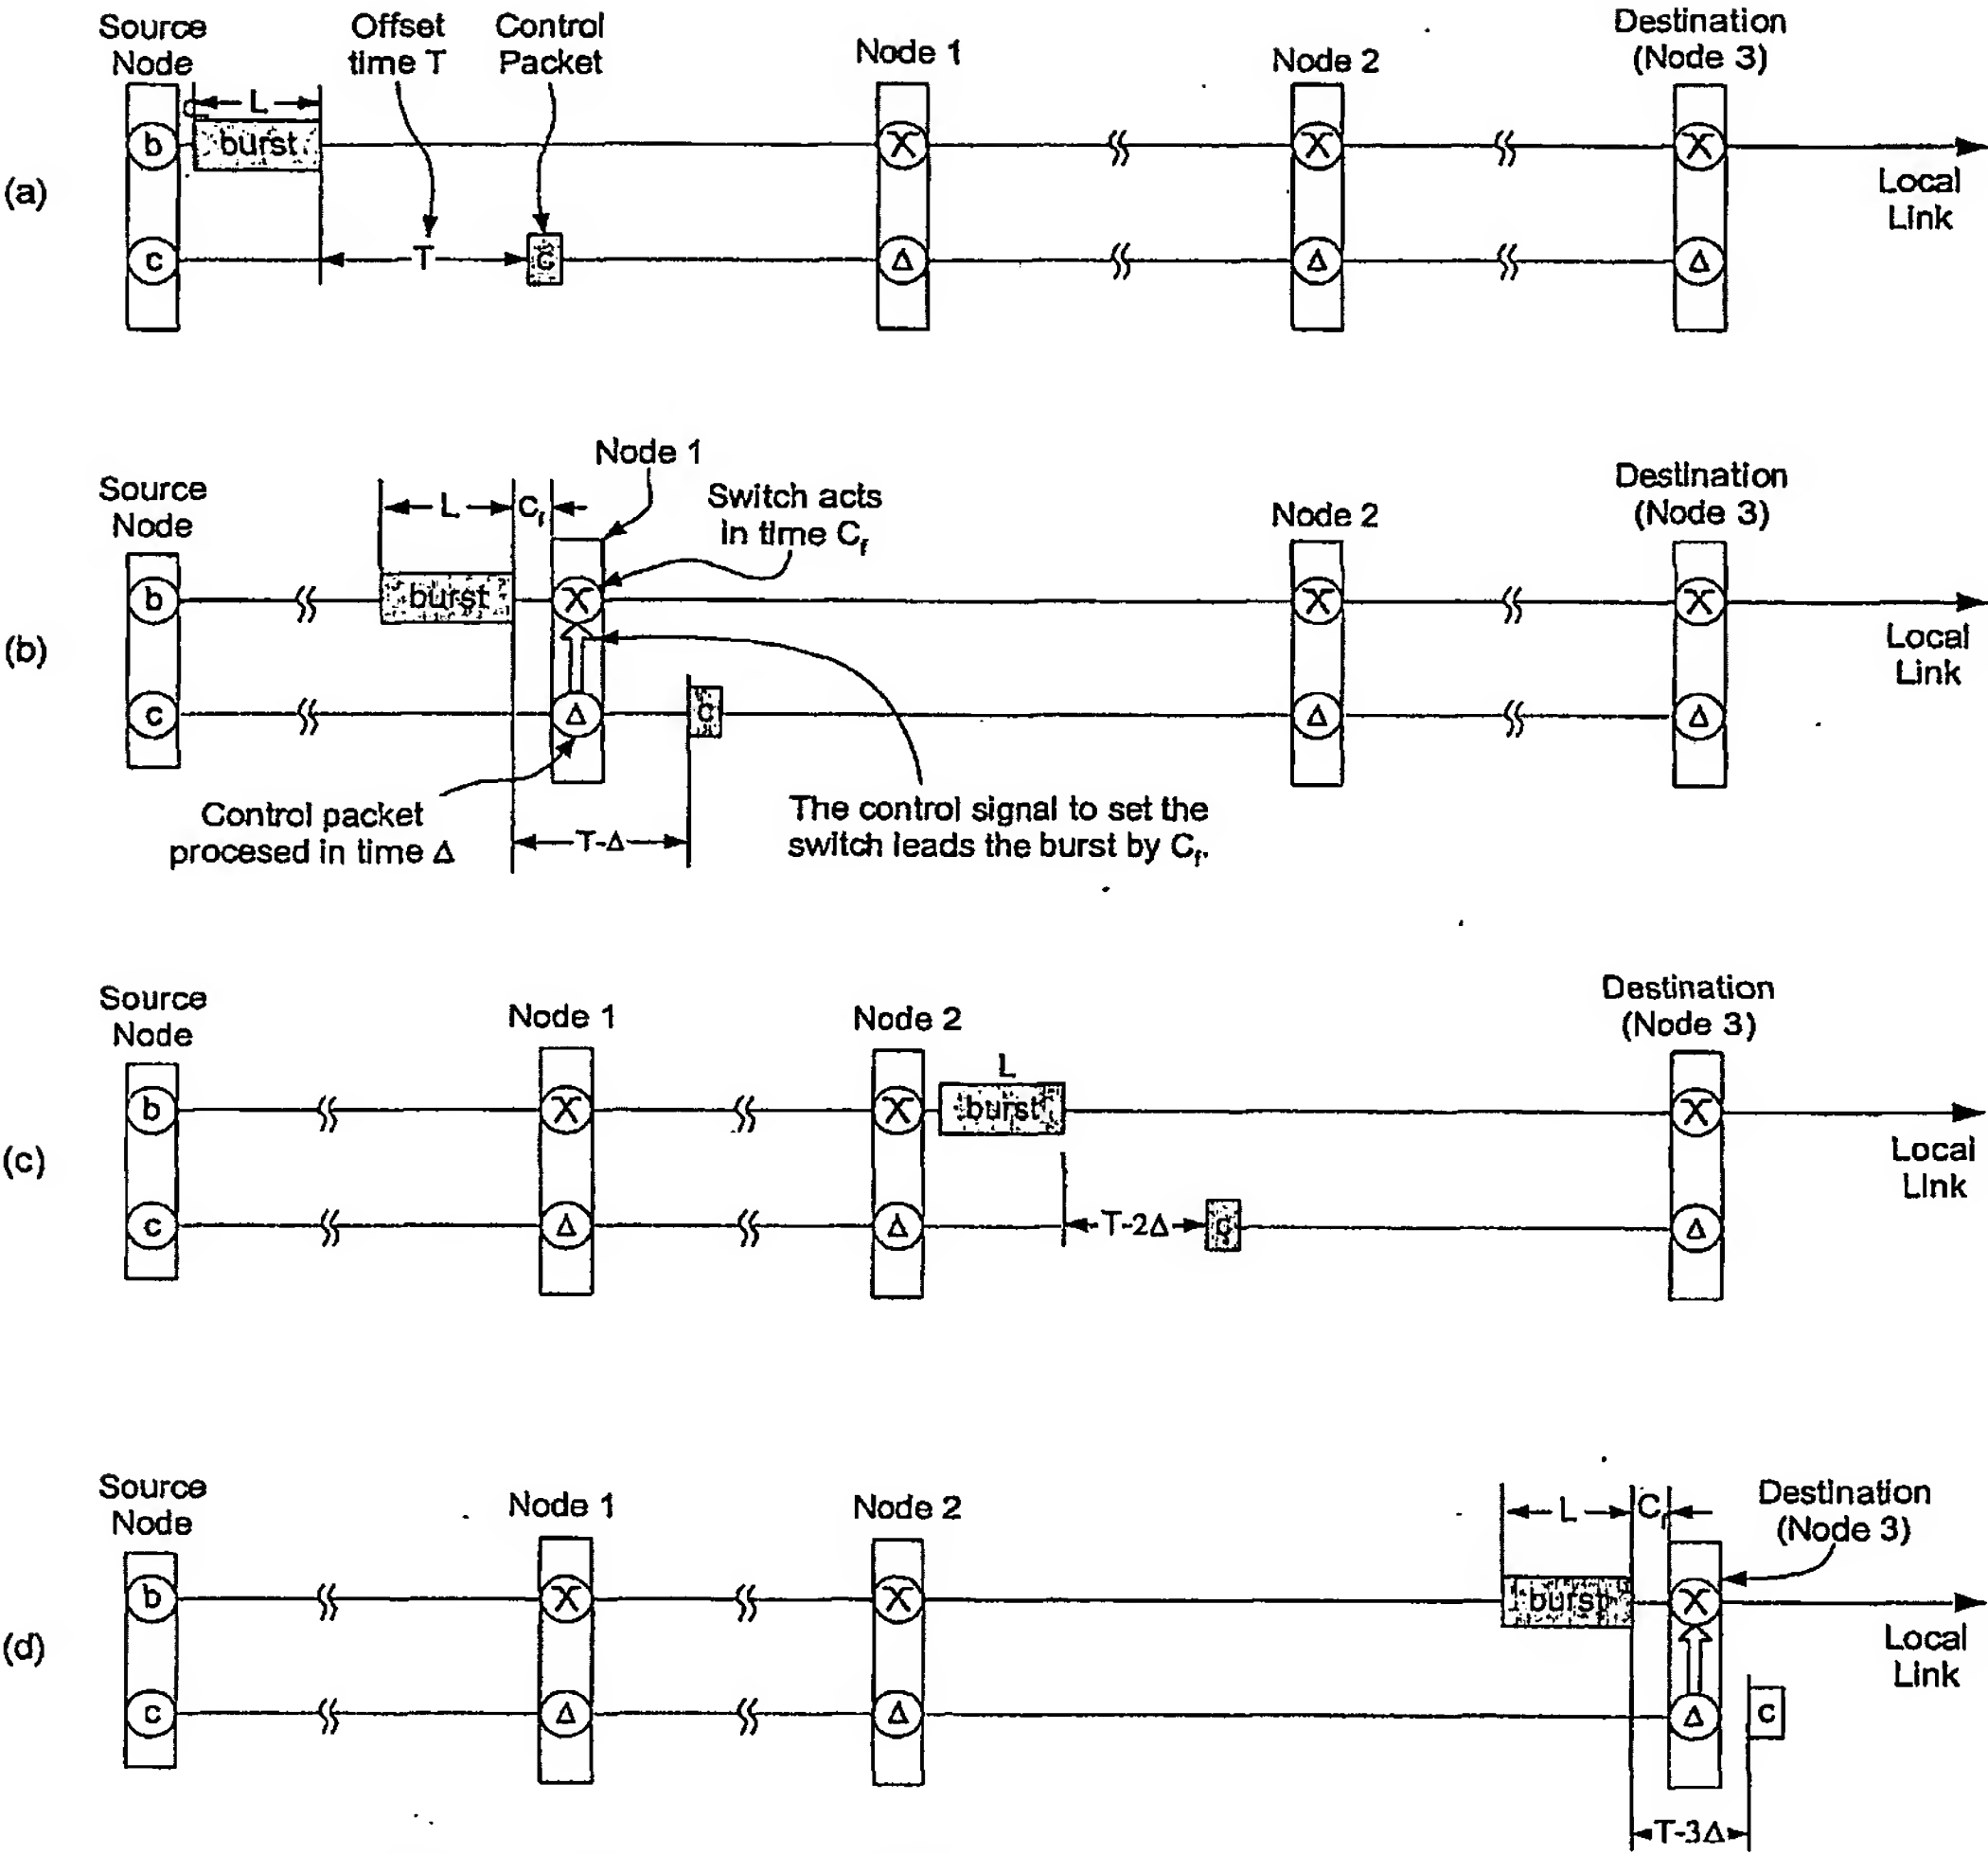 Source
Node
Offset
time T
Control
Packet
Node 1
Node 2
Destination
(Node 3)
L
b
burst
X
X
X
(a)
Local
Link
c
T
c
Δ
Δ
Δ
Node 1
Source
Node
L
Cf
Switch acts
in time Cf
Node 2
Destination
(Node 3)
b
burst
X
X
X
(b)
Local
Link
c
Δ
c
Δ
Δ
Control packet
procesed in time Δ
T-Δ
The control signal to set the
switch leads the burst by Cf.
Source
Node
Node 1
Node 2
Destination
(Node 3)
L
b
X
X
burst
X
(c)
Local
Link
c
Δ
Δ
T-2Δ
c
Δ
Source
Node
Node 1
Node 2
L
Cf
Destination
(Node 3)
b
X
X
burst
X
(d)
Local
Link
c
Δ
Δ
Δ
c
T-3Δ